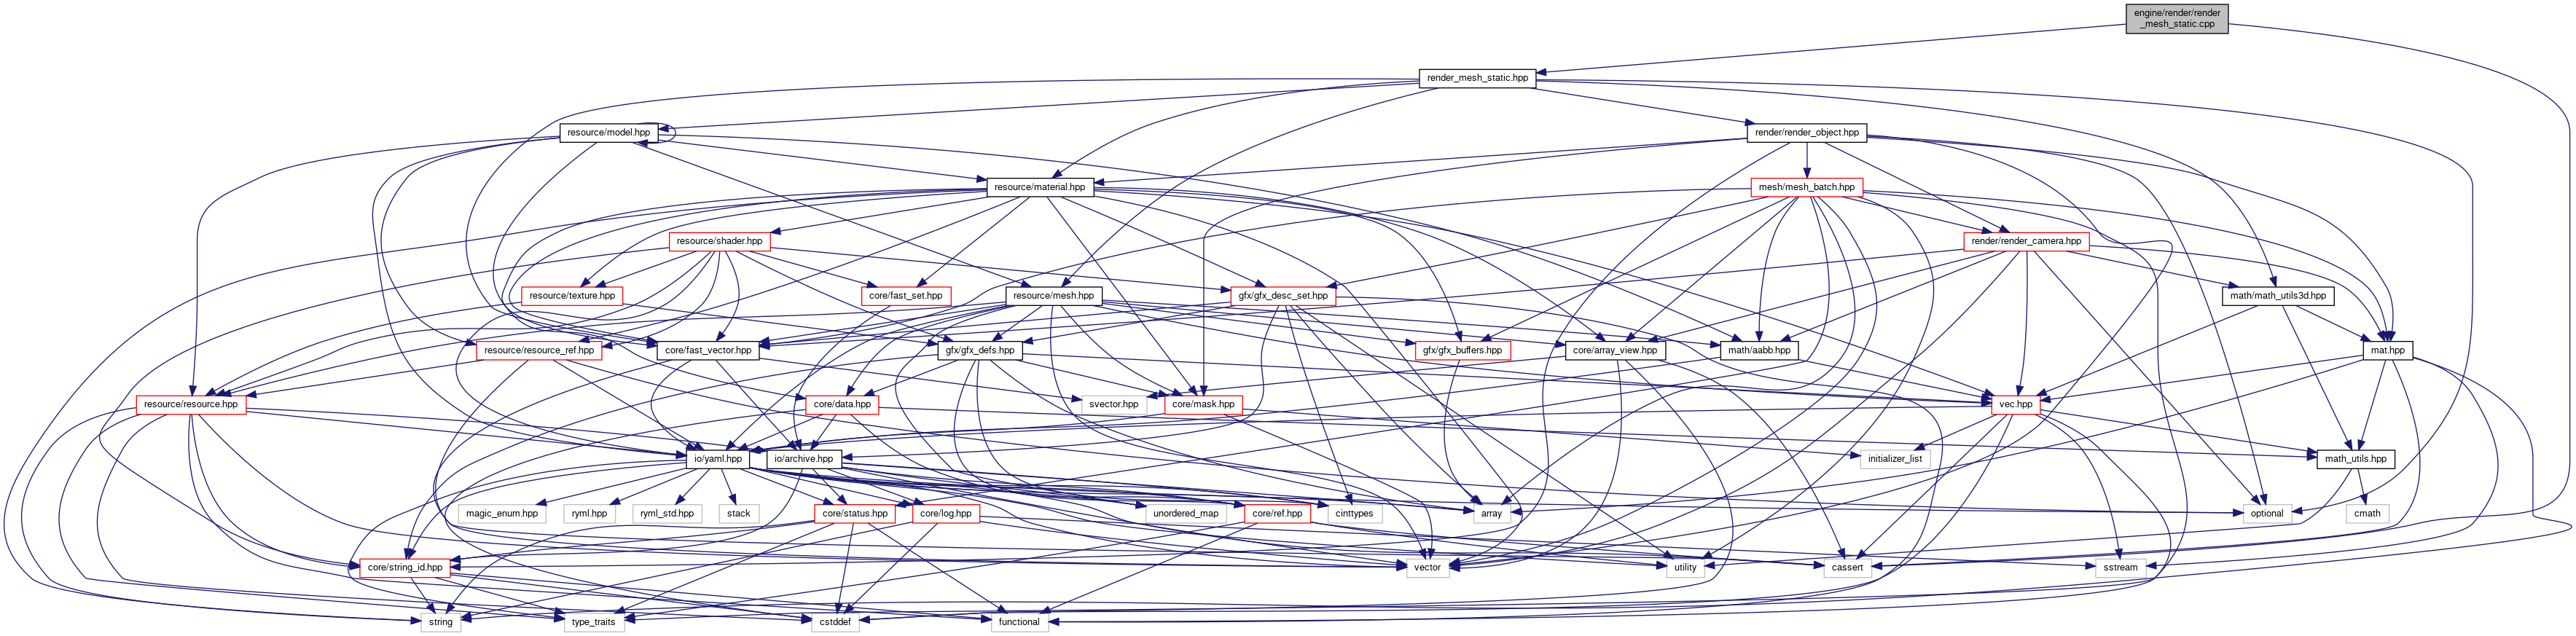 engine/render/render
_mesh_static.cpp
render_mesh_static.hpp
resource/model.hpp
render/render_object.hpp
resource/material.hpp
mesh/mesh_batch.hpp
resource/shader.hpp
render/render_camera.hpp
resource/texture.hpp
core/fast_set.hpp
resource/mesh.hpp
gfx/gfx_desc_set.hpp
math/math_utils3d.hpp
resource/resource_ref.hpp
core/fast_vector.hpp
gfx/gfx_defs.hpp
gfx/gfx_buffers.hpp
core/array_view.hpp
math/aabb.hpp
mat.hpp
resource/resource.hpp
core/data.hpp
svector.hpp
core/mask.hpp
vec.hpp
io/yaml.hpp
io/archive.hpp
initializer_list
math_utils.hpp
magic_enum.hpp
ryml.hpp
ryml_std.hpp
stack
core/status.hpp
core/log.hpp
unordered_map
core/ref.hpp
cinttypes
array
optional
cmath
core/string_id.hpp
vector
utility
cassert
sstream
string
type_traits
cstddef
functional